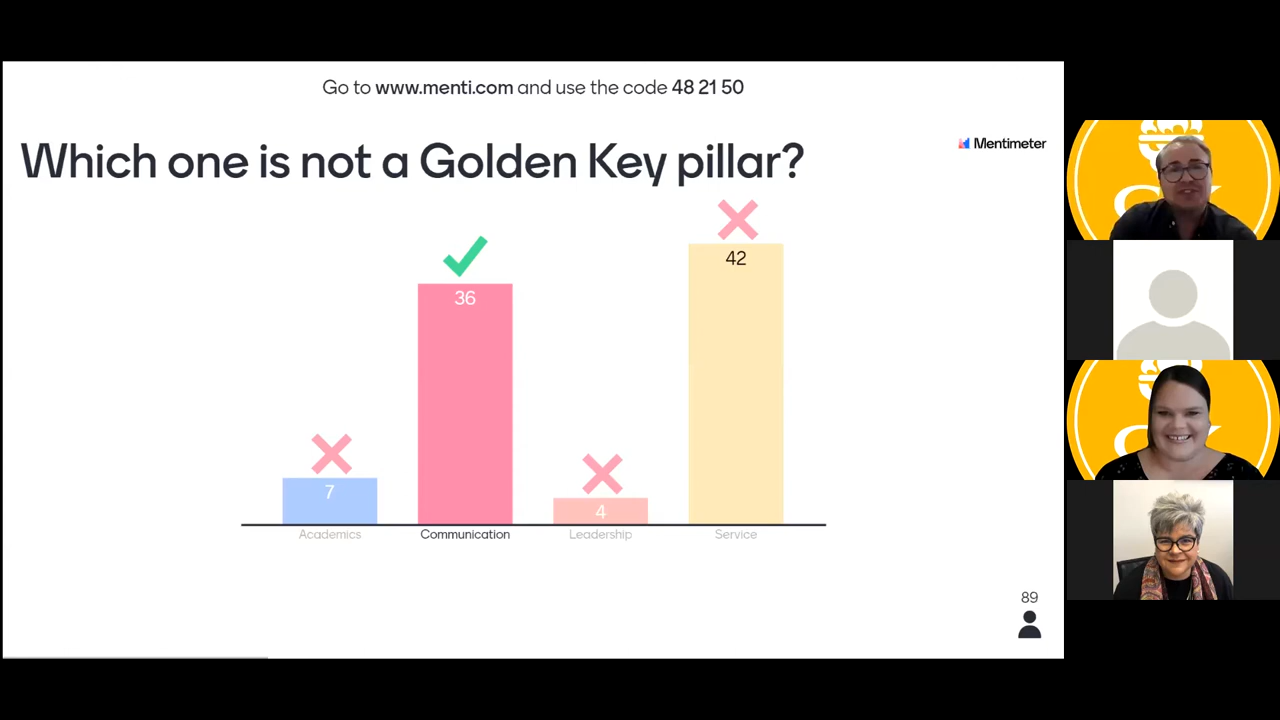 Go to www.menti.com and use the code 48 21 50
Which one is not a Golden Key pillar?
Mentimeter
7
36
4
42
Academics
Communication
Leadership
Service
89